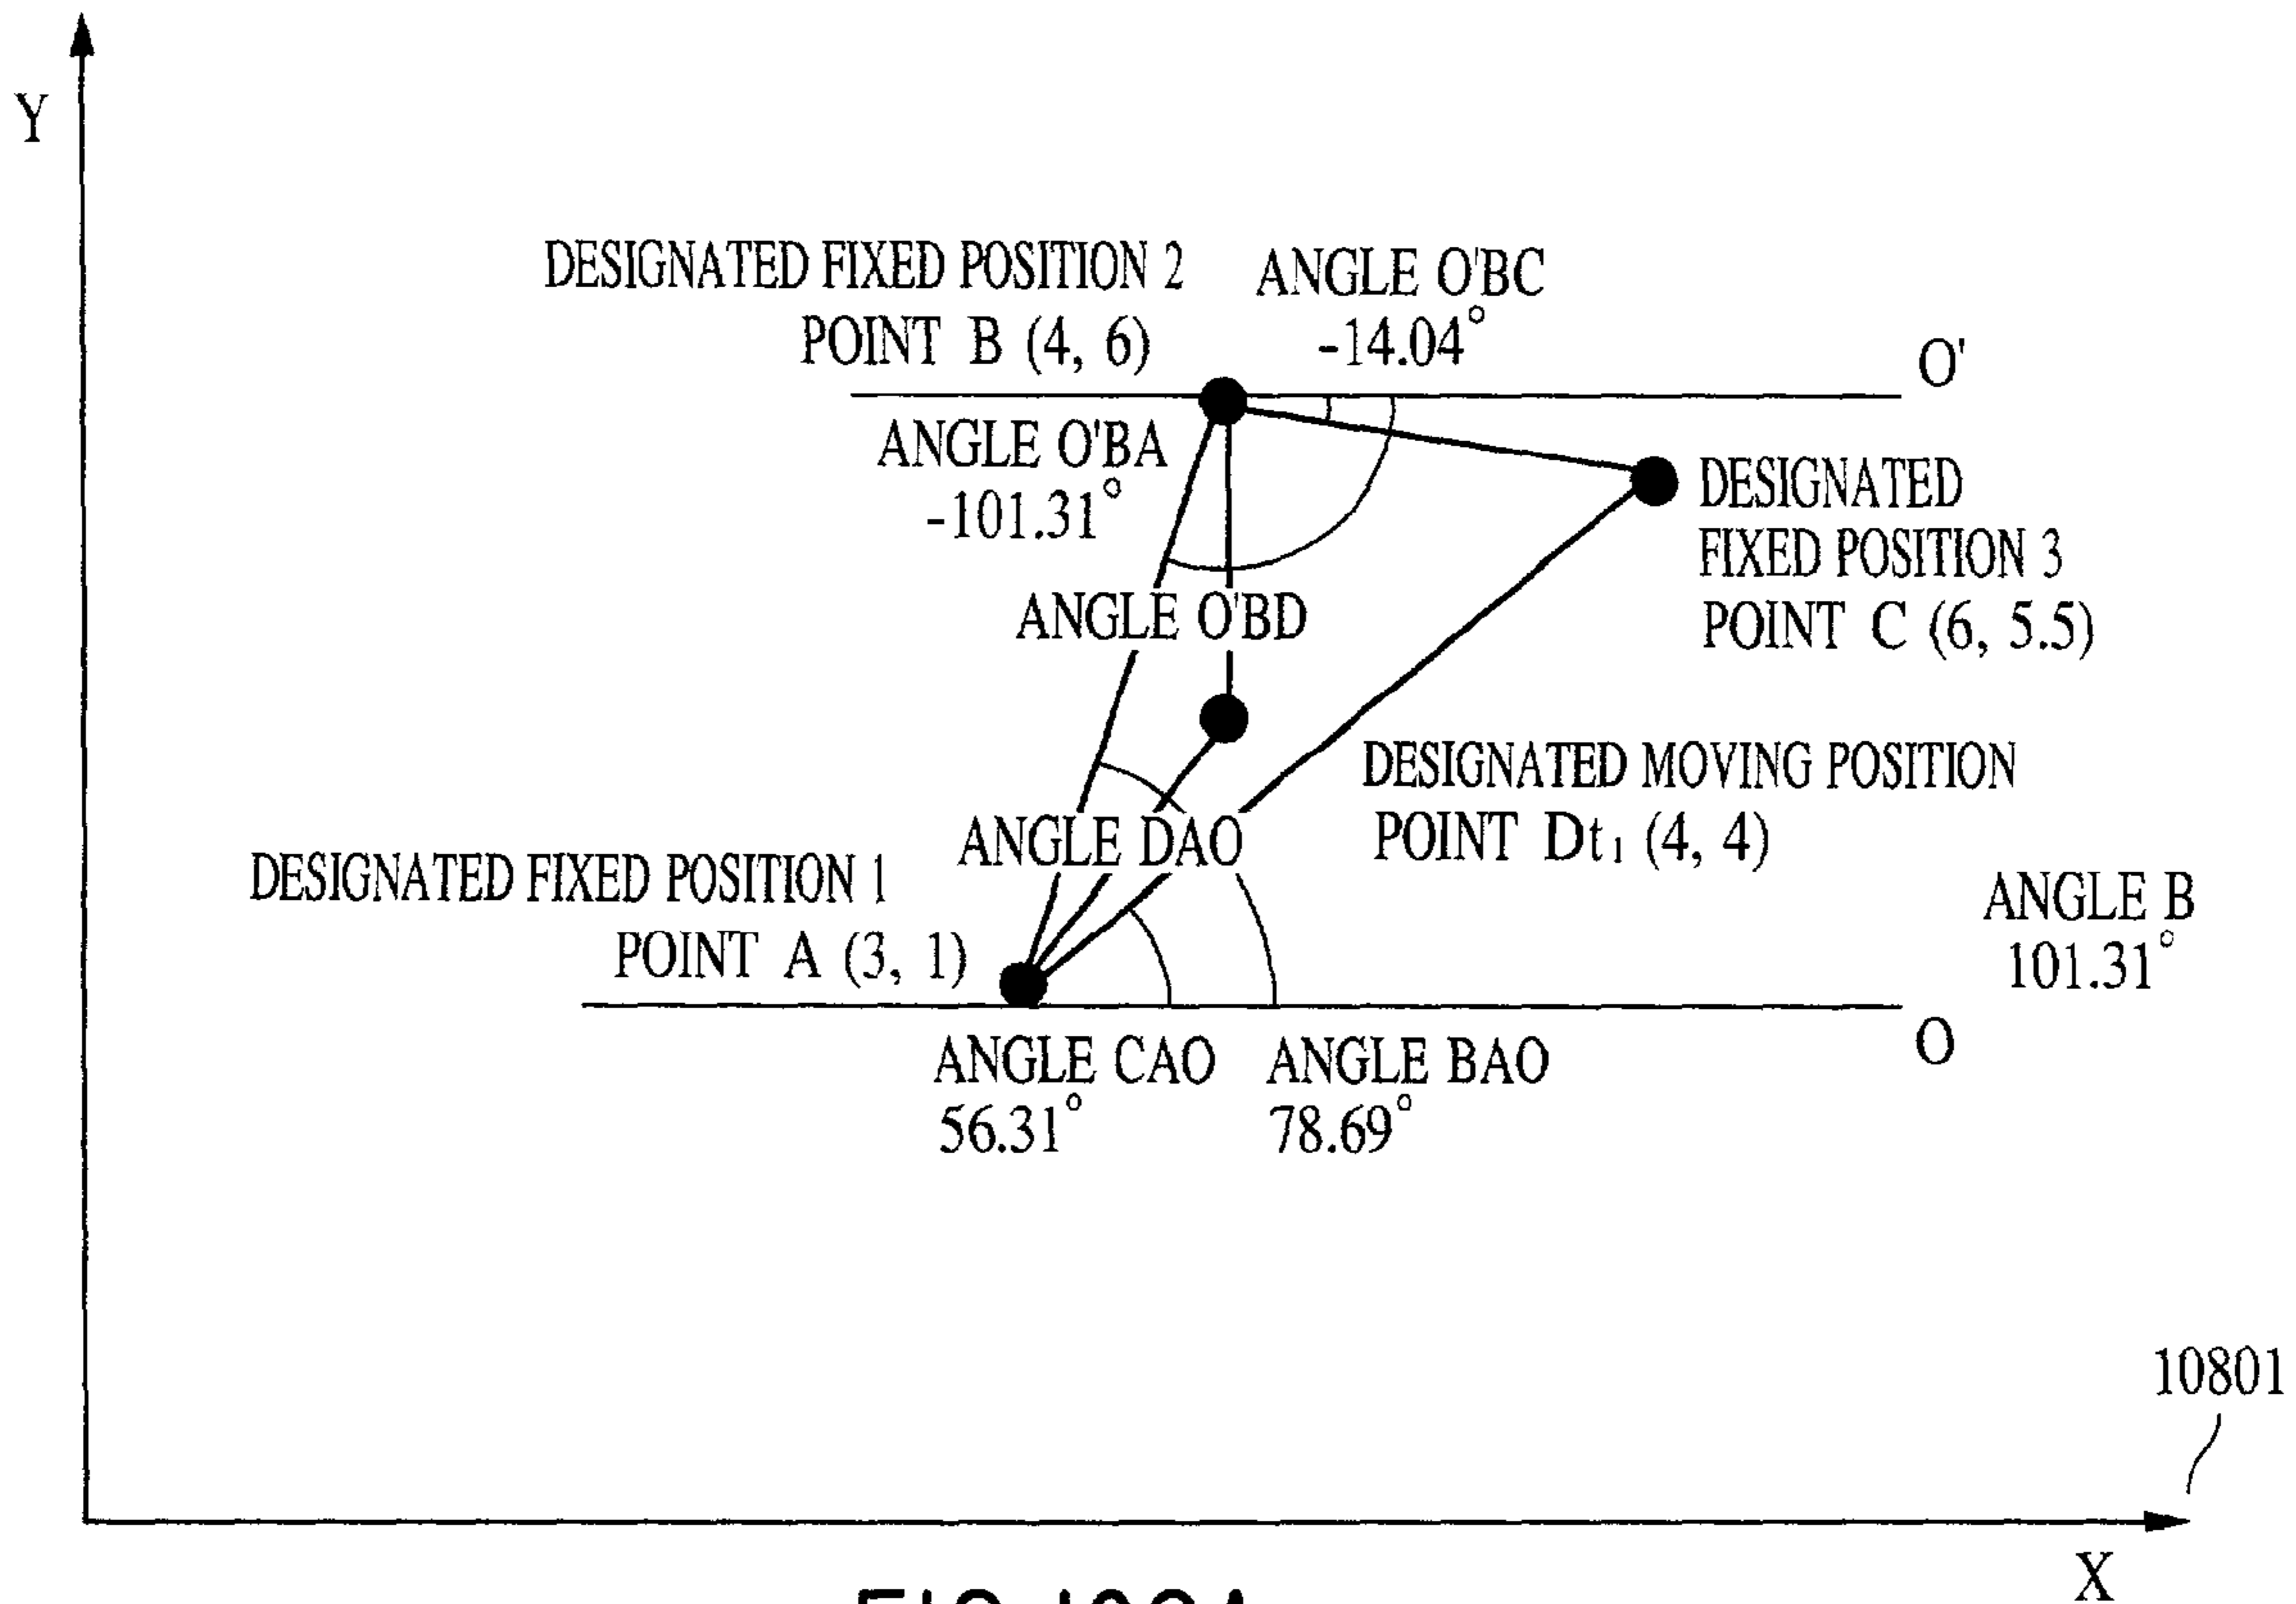 Y
DESIGNATED FIXED POSITION 2
POINT B (4, 6)
ANGLE O'BC
-14.04°
O'
ANGLE O'BA
-101.31°
DESIGNATED
FIXED POSITION 3
POINT C (6, 5.5)
ANGLE O'BD
DESIGNATED MOVING POSITION
POINT Dt₁ (4, 4)
ANGLE DAO
DESIGNATED FIXED POSITION 1
POINT A (3, 1)
ANGLE B
101.31°
O
ANGLE CAO
56.31°
ANGLE BAO
78.69°
10801
X